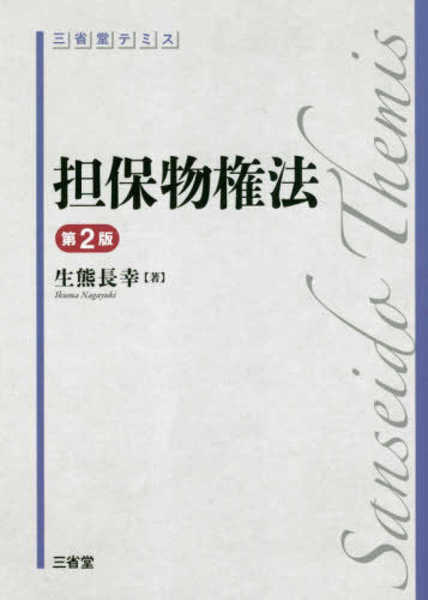 三省堂テミス
担保物権法
第2版
生熊長幸【著】
Ikuma Nagayuki
三省堂
Sanseido Themis